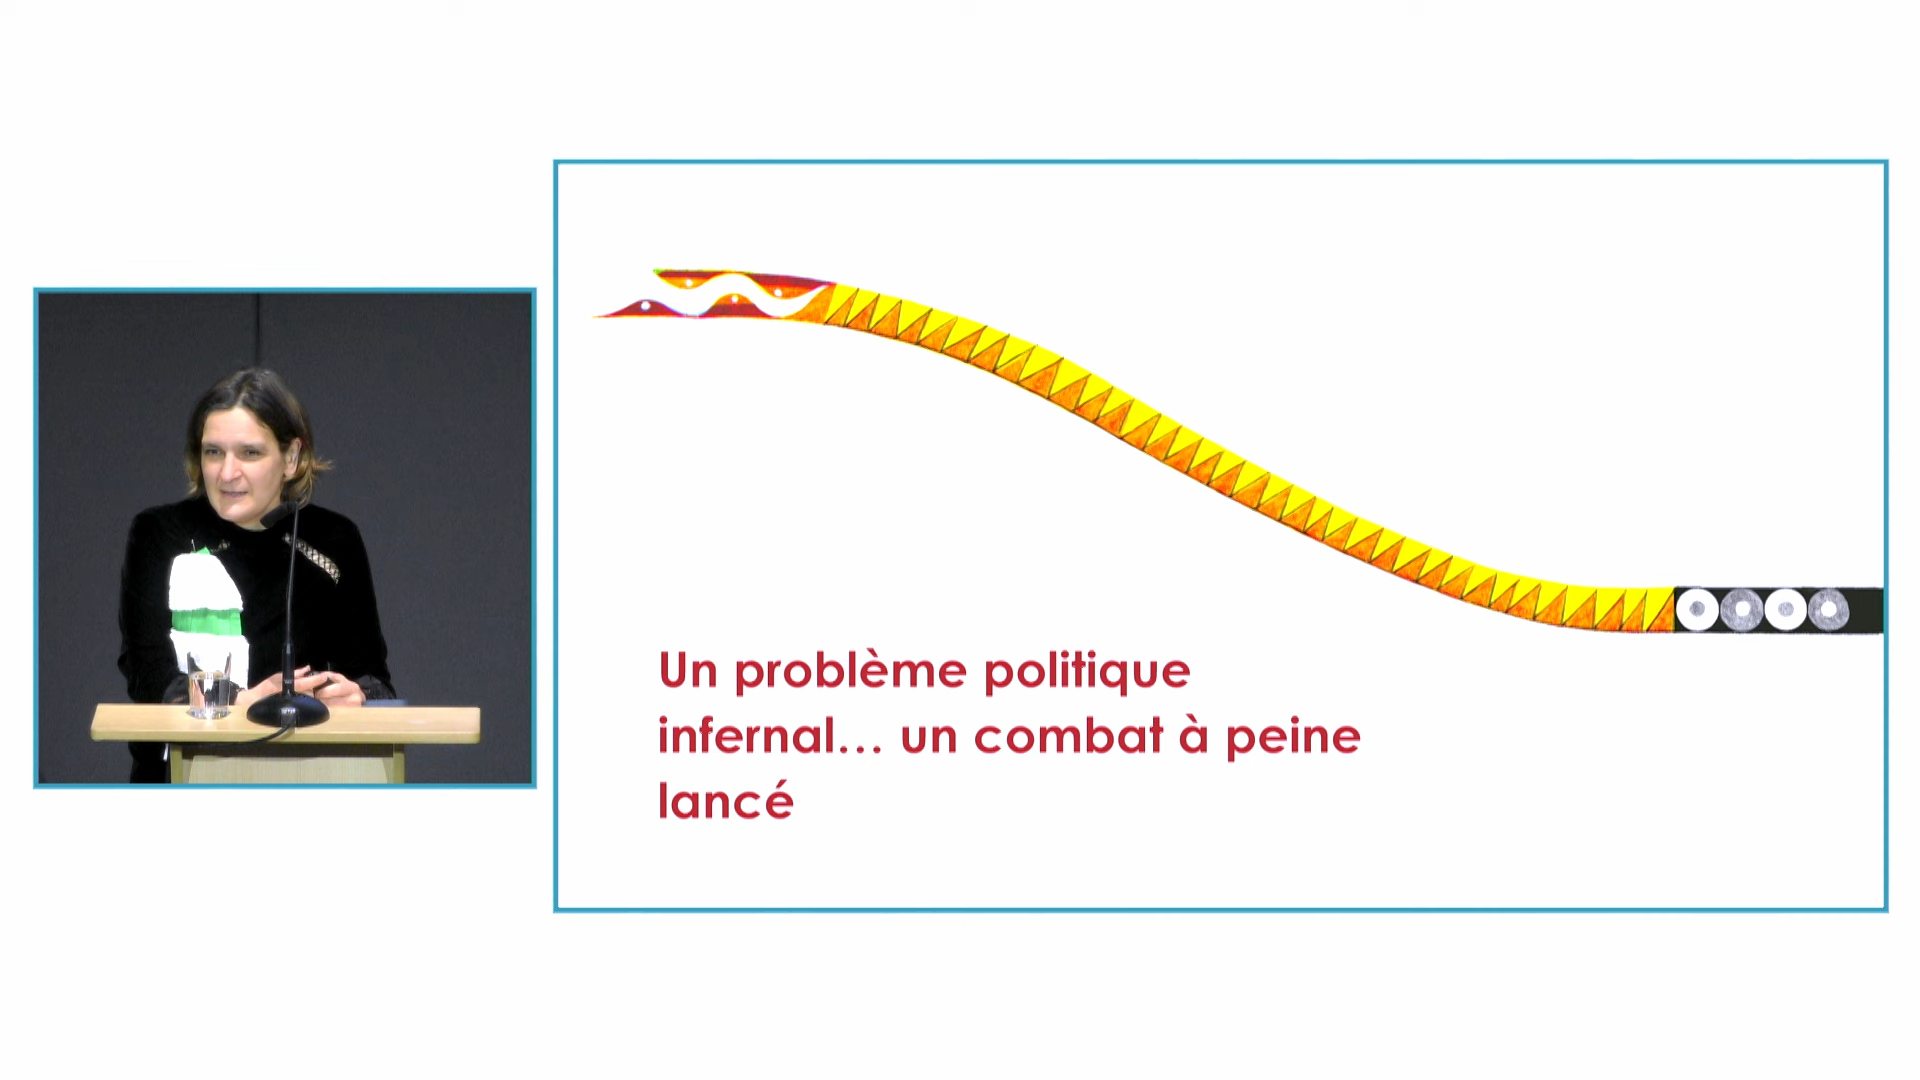 Un problème politique
infernal… un combat à peine
lancé